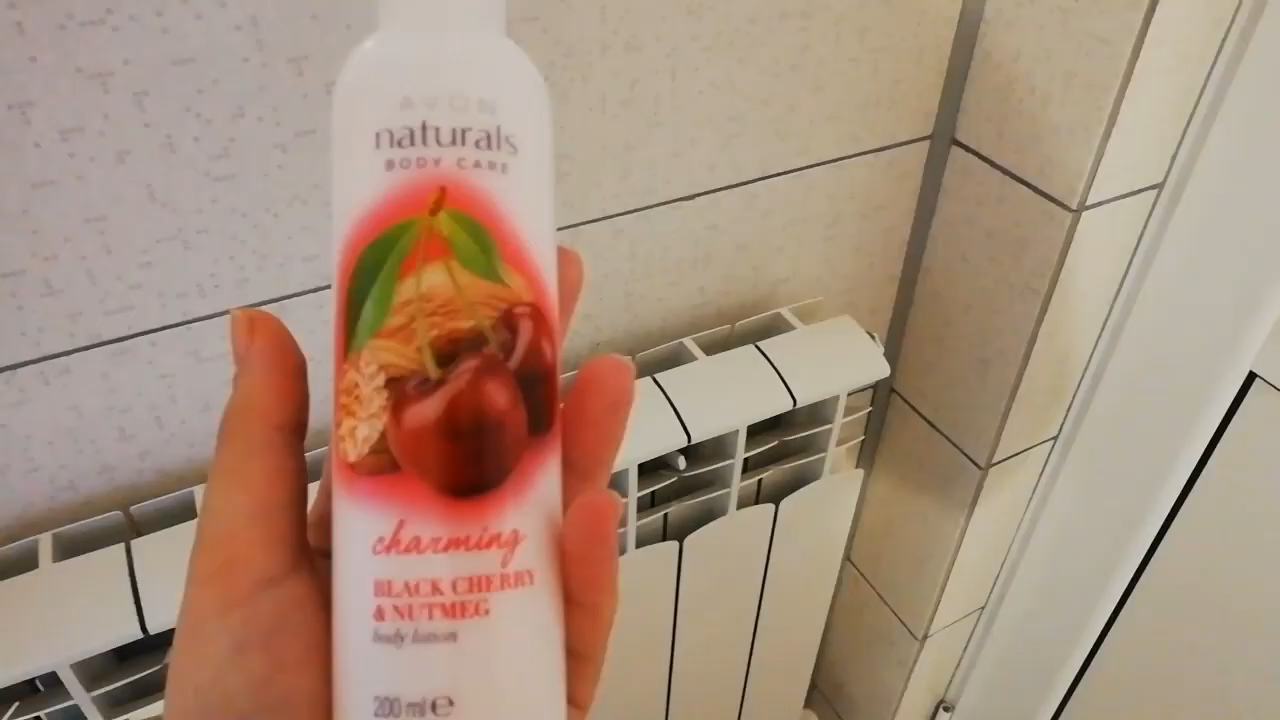 AVON
naturals
BODY CARE
charming
BLACK CHERRY
& NUTMEG
body lotion
200 ml ℮